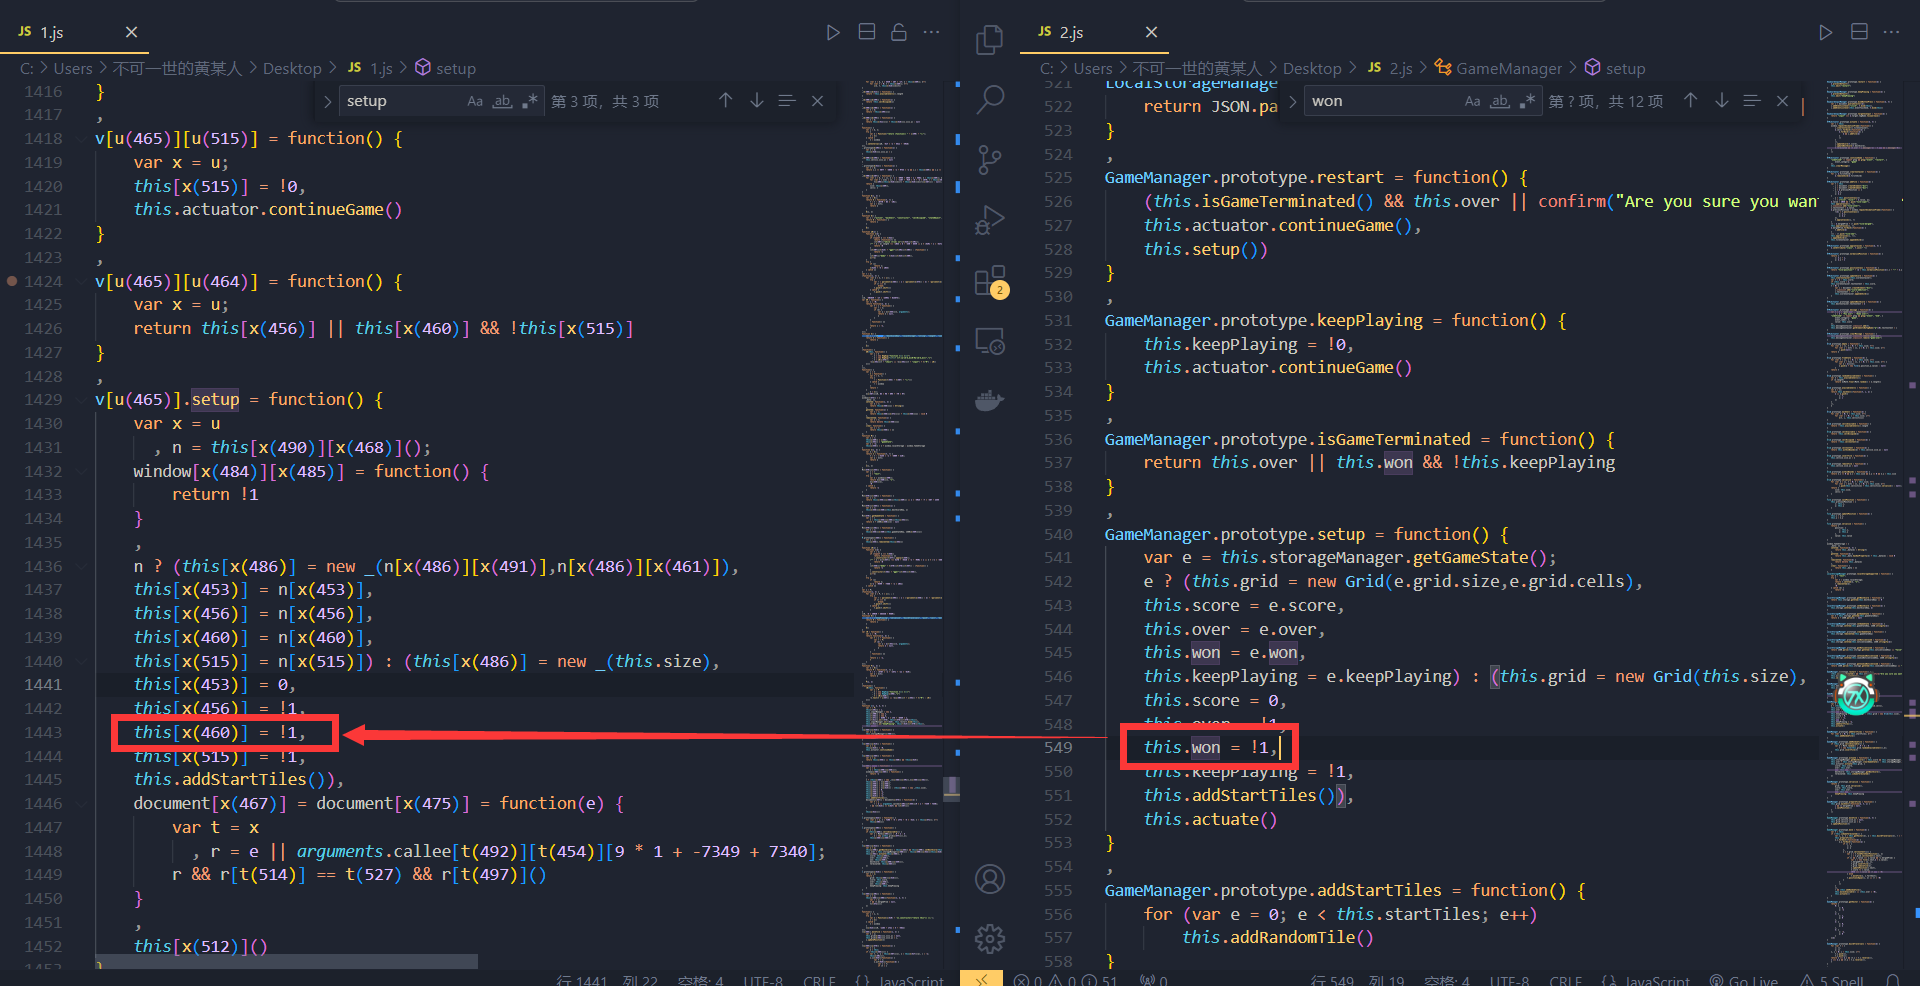 JS 1.js
C: > Users > 不可一世的黄某人 > Desktop > JS 1.js > setup
setup Aa ab .* 第 3 项，共 3 项
1416 }
1417 ,
1418 v[u(465)][u(515)] = function() {
1419 var x = u;
1420 this[x(515)] = !0,
1421 this.actuator.continueGame()
1422 }
1423 ,
1424 v[u(465)][u(464)] = function() {
1425 var x = u;
1426 return this[x(456)] || this[x(460)] && !this[x(515)]
1427 }
1428 ,
1429 v[u(465)].setup = function() {
1430 var x = u
1431 , n = this[x(490)][x(468)]();
1432 window[x(484)][x(485)] = function() {
1433 return !1
1434 }
1435 ,
1436 n ? (this[x(486)] = new _(n[x(486)][x(491)],n[x(486)][x(461)]),
1437 this[x(453)] = n[x(453)],
1438 this[x(456)] = n[x(456)],
1439 this[x(460)] = n[x(460)],
1440 this[x(515)] = n[x(515)]) : (this[x(486)] = new _(this.size),
1441 this[x(453)] = 0,
1442 this[x(456)] = !1,
1443 this[x(460)] = !1,
1444 this[x(515)] = !1,
1445 this.addStartTiles()),
1446 document[x(467)] = document[x(475)] = function(e) {
1447 var t = x
1448 , r = e || arguments.callee[t(492)][t(454)][9 * 1 + -7349 + 7340];
1449 r && r[t(514)] == t(527) && r[t(497)]()
1450 }
1451 ,
1452 this[x(512)]()
1453 }
行 1441，列 22 空格: 4 UTF-8 CRLF {} JavaScript
2
JS 2.js
C: > Users > 不可一世的黄某人 > Desktop > JS 2.js > GameManager > setup
won Aa ab .* 第 ? 项，共 12 项
521 LocalStorageManager
522 return JSON.pa
523 }
524 ,
525 GameManager.prototype.restart = function() {
526 (this.isGameTerminated() && this.over || confirm("Are you sure you want
527 this.actuator.continueGame(),
528 this.setup())
529 }
530 ,
531 GameManager.prototype.keepPlaying = function() {
532 this.keepPlaying = !0,
533 this.actuator.continueGame()
534 }
535 ,
536 GameManager.prototype.isGameTerminated = function() {
537 return this.over || this.won && !this.keepPlaying
538 }
539 ,
540 GameManager.prototype.setup = function() {
541 var e = this.storageManager.getGameState();
542 e ? (this.grid = new Grid(e.grid.size,e.grid.cells),
543 this.score = e.score,
544 this.over = e.over,
545 this.won = e.won,
546 this.keepPlaying = e.keepPlaying) : (this.grid = new Grid(this.size),
547 this.score = 0,
548 this.over = !1,
549 this.won = !1,
550 this.keepPlaying = !1,
551 this.addStartTiles()),
552 this.actuate()
553 }
554 ,
555 GameManager.prototype.addStartTiles = function() {
556 for (var e = 0; e < this.startTiles; e++)
557 this.addRandomTile()
558 }
0 0 51 0 行 549，列 19 空格: 4 UTF-8 CRLF {} JavaScript Go Live 5 Spell
7X